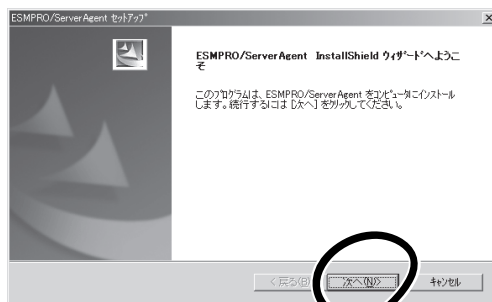 ESMPRO/ServerAgent セットアップ
ESMPRO/ServerAgent InstallShield ウィザードへようこ
そ
このプログラムは、ESMPRO/ServerAgent をコンピュータにインストール
します。続行するには [次へ] をクリックしてください。
< 戻る(B)
次へ(N)>
キャンセル